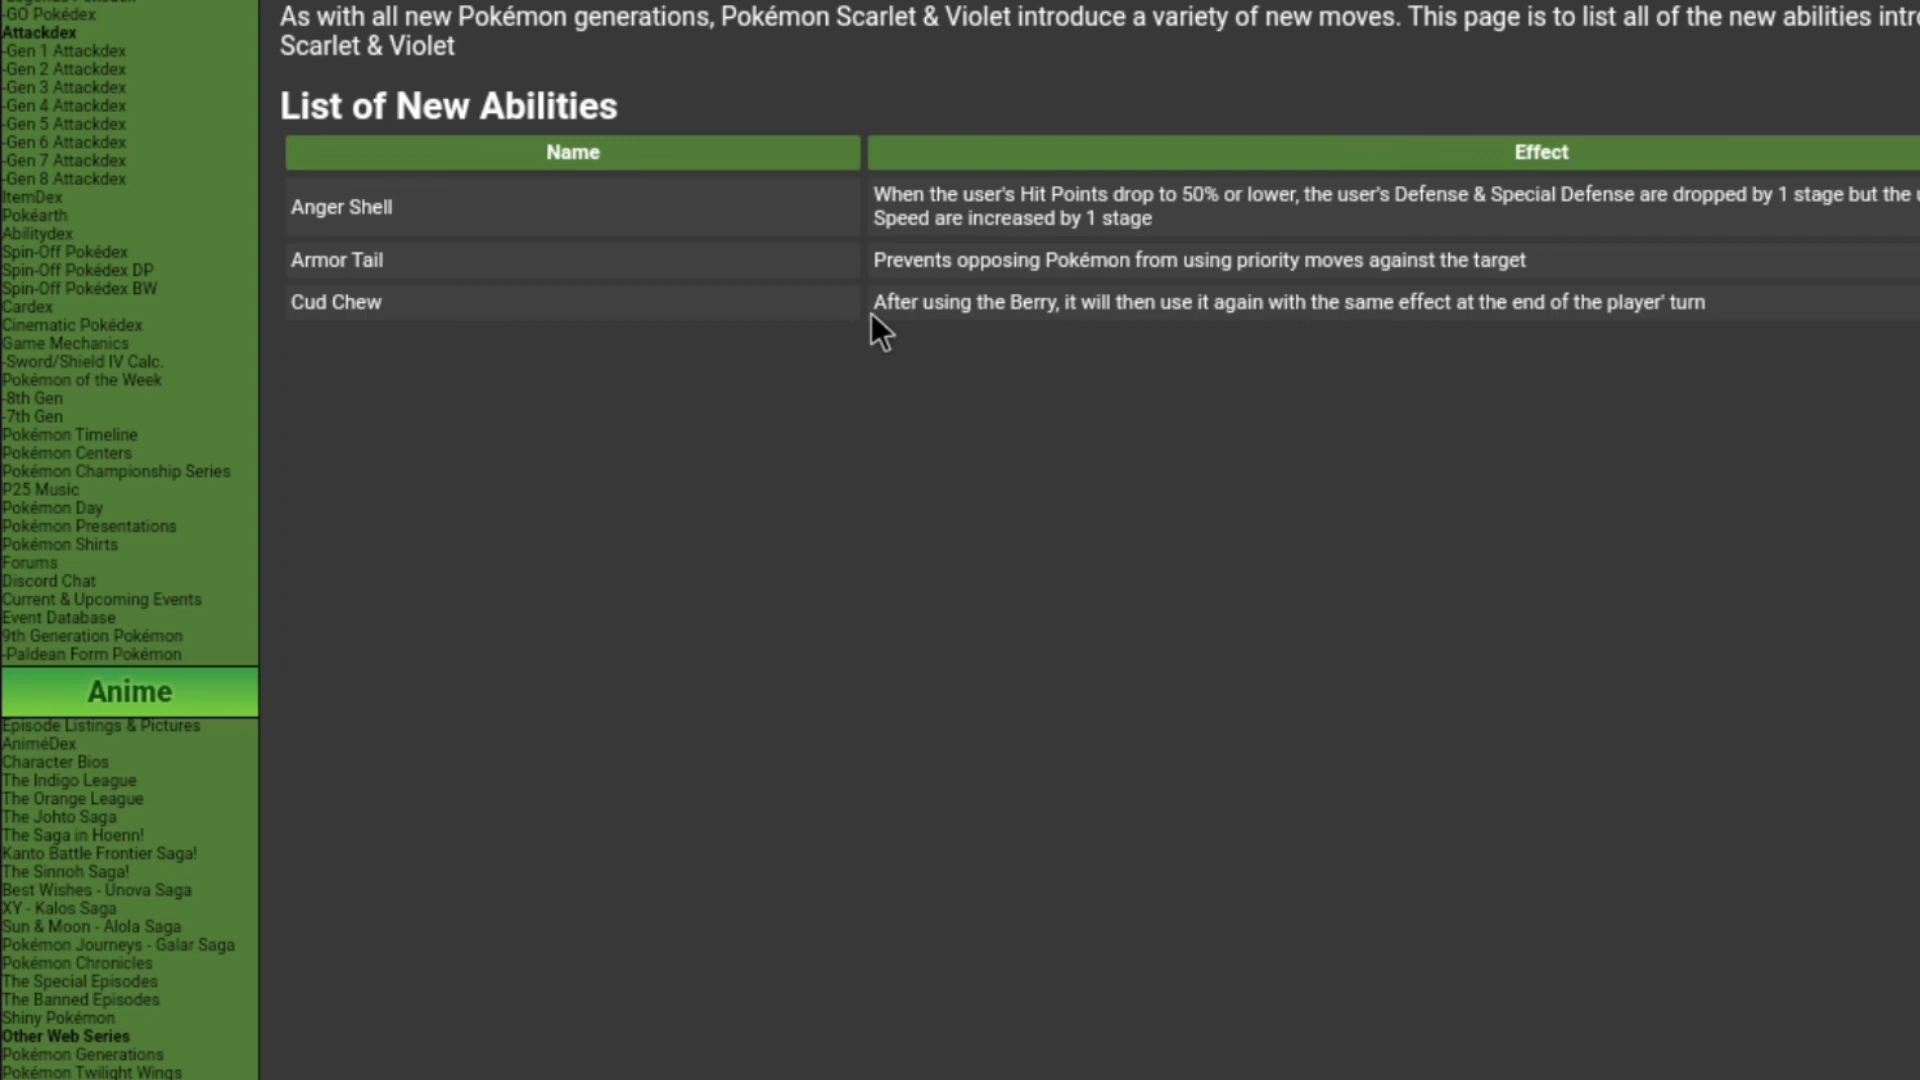 -GO Pokédex
Attackdex
-Gen 1 Attackdex
-Gen 2 Attackdex
-Gen 3 Attackdex
-Gen 4 Attackdex
-Gen 5 Attackdex
-Gen 6 Attackdex
-Gen 7 Attackdex
-Gen 8 Attackdex
ItemDex
Pokéarth
Abilitydex
Spin-Off Pokédex
Spin-Off Pokédex DP
Spin-Off Pokédex BW
Cardex
Cinematic Pokédex
Game Mechanics
-Sword/Shield IV Calc.
Pokémon of the Week
-8th Gen
-7th Gen
Pokémon Timeline
Pokémon Centers
Pokémon Championship Series
P25 Music
Pokémon Day
Pokémon Presentations
Pokémon Shirts
Forums
Discord Chat
Current & Upcoming Events
Event Database
9th Generation Pokémon
-Paldean Form Pokémon
Anime
Episode Listings & Pictures
AniméDex
Character Bios
The Indigo League
The Orange League
The Johto Saga
The Saga in Hoenn!
Kanto Battle Frontier Saga!
The Sinnoh Saga!
Best Wishes - Unova Saga
XY - Kalos Saga
Sun & Moon - Alola Saga
Pokémon Journeys - Galar Saga
Pokémon Chronicles
The Special Episodes
The Banned Episodes
Shiny Pokémon
Other Web Series
Pokémon Generations
Pokémon Twilight Wings
As with all new Pokémon generations, Pokémon Scarlet & Violet introduce a variety of new moves. This page is to list all of the new abilities
Scarlet & Violet
List of New Abilities
Name Effect
Anger Shell When the user's Hit Points drop to 50% or lower, the user's Defense & Special Defense are dropped by 1 stage but the
Speed are increased by 1 stage
Armor Tail Prevents opposing Pokémon from using priority moves against the target
Cud Chew After using the Berry, it will then use it again with the same effect at the end of the player' turn